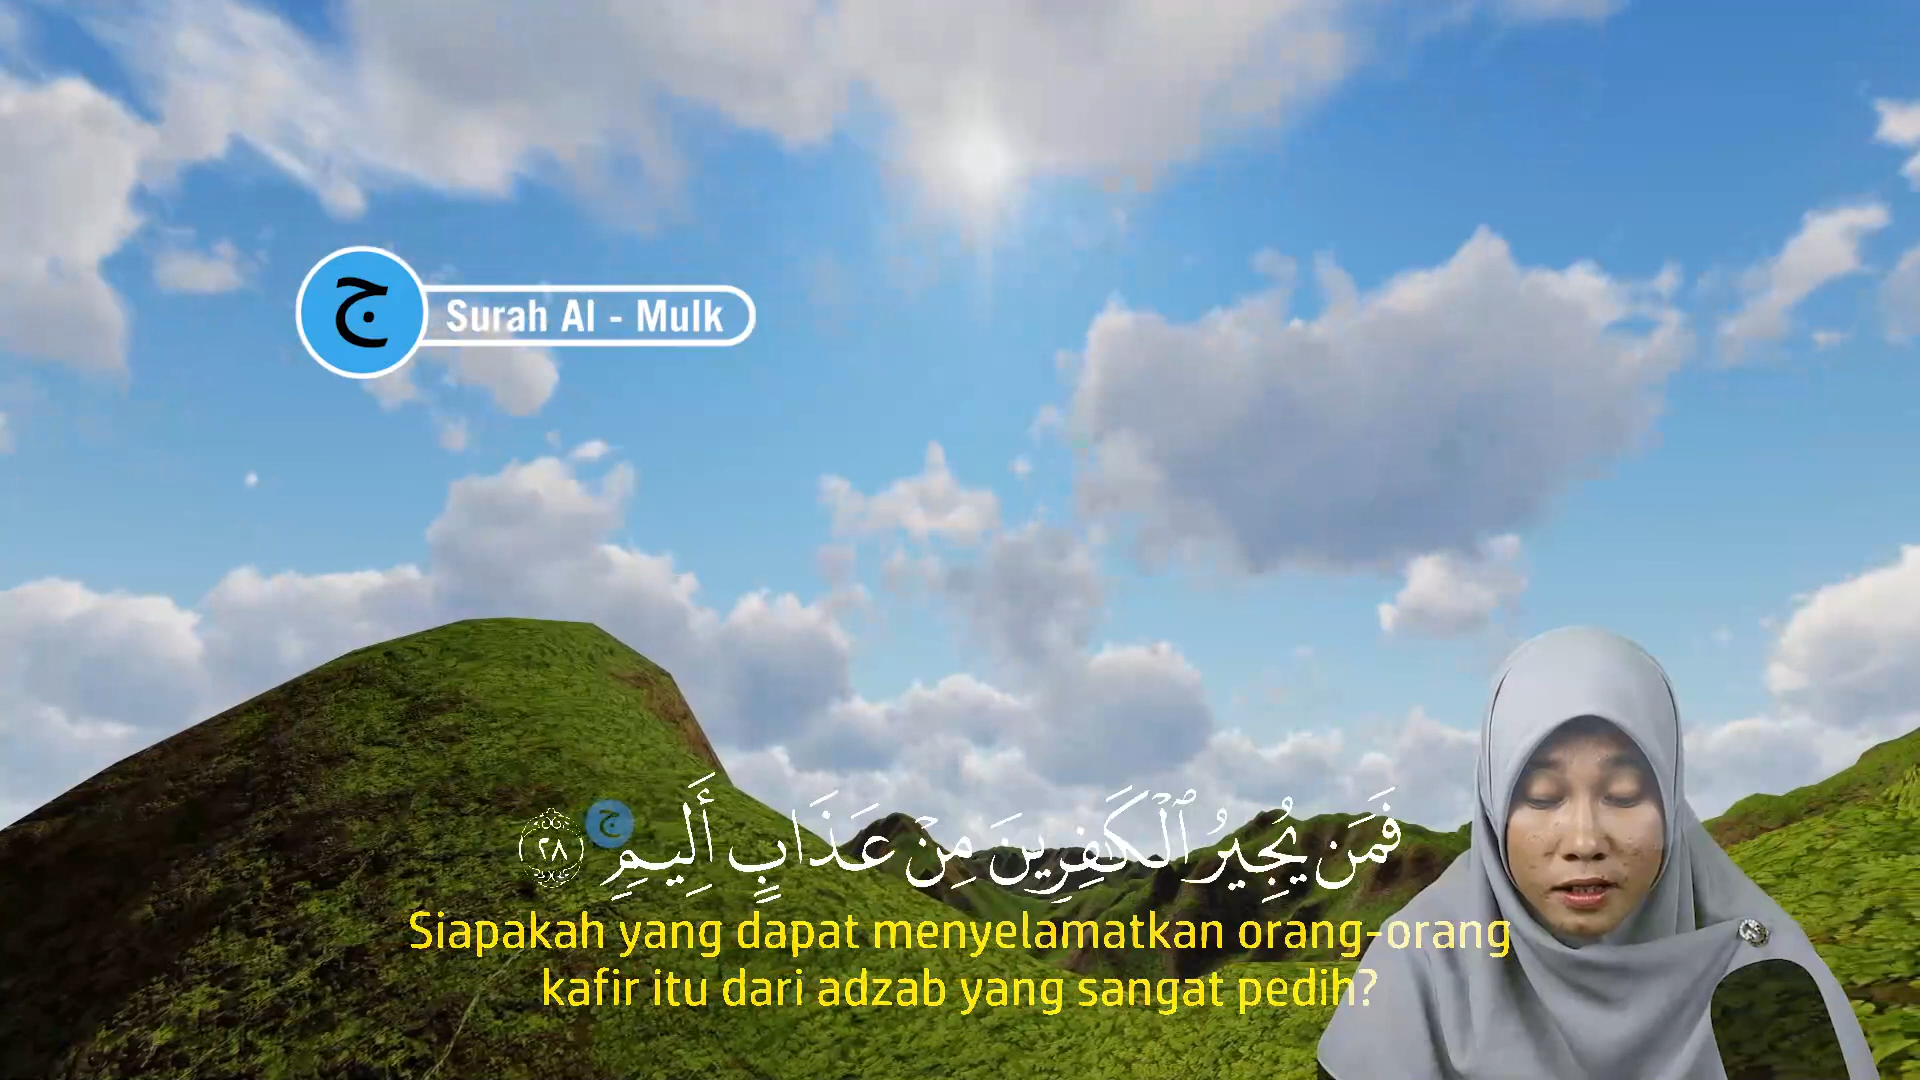 ج
Surah Al - Mulk
فَمَن يُجِيرُ ٱلْكَـٰفِرِينَ مِنْ عَذَابٍ أَلِيمٍ ج ٢٨
Siapakah yang dapat menyelamatkan orang-orang
kafir itu dari adzab yang sangat pedih?